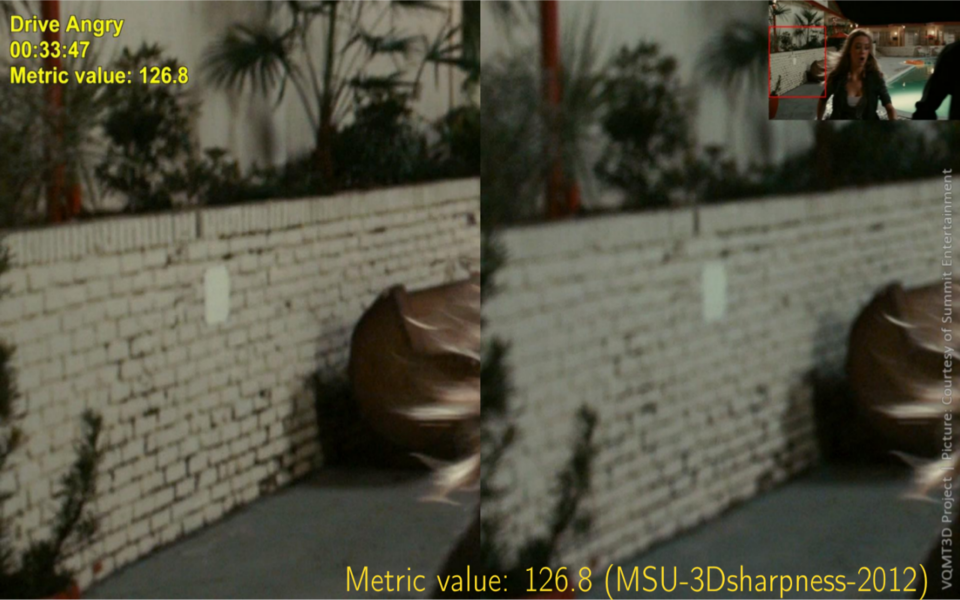 Drive Angry
00:33:47
Metric value: 126.8
VQMT3D Project | Picture: Courtesy of Summit Entertainment
Metric value: 126.8 (MSU-3Dsharpness-2012)